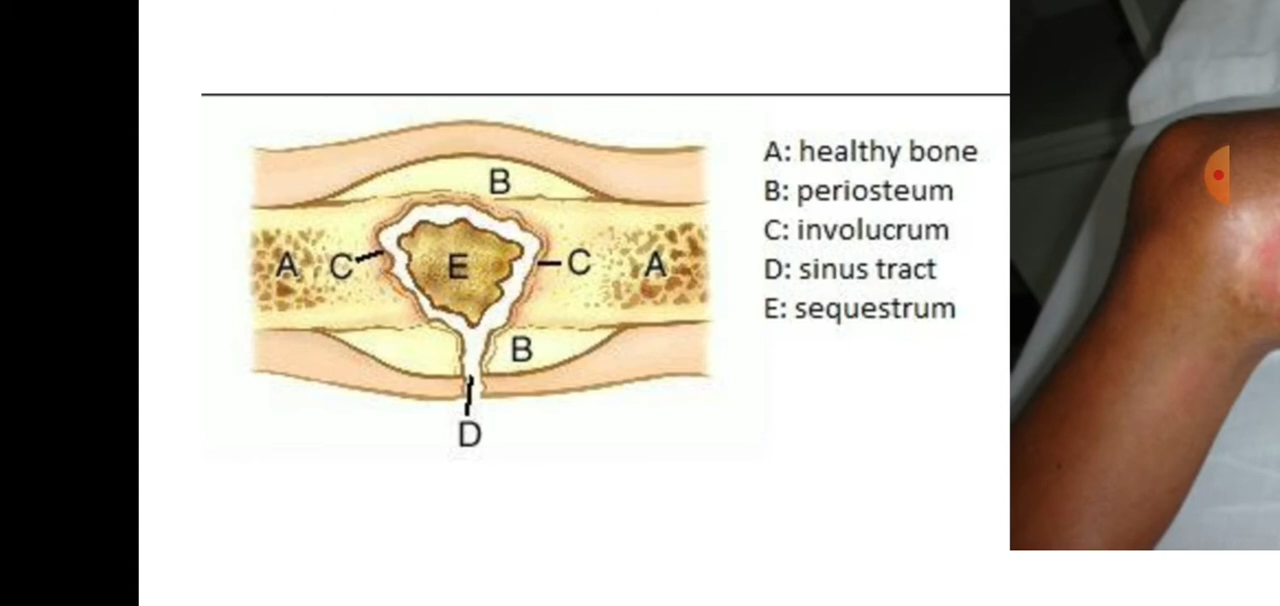 B
A C E C A
B
D
A: healthy bone
B: periosteum
C: involucrum
D: sinus tract
E: sequestrum